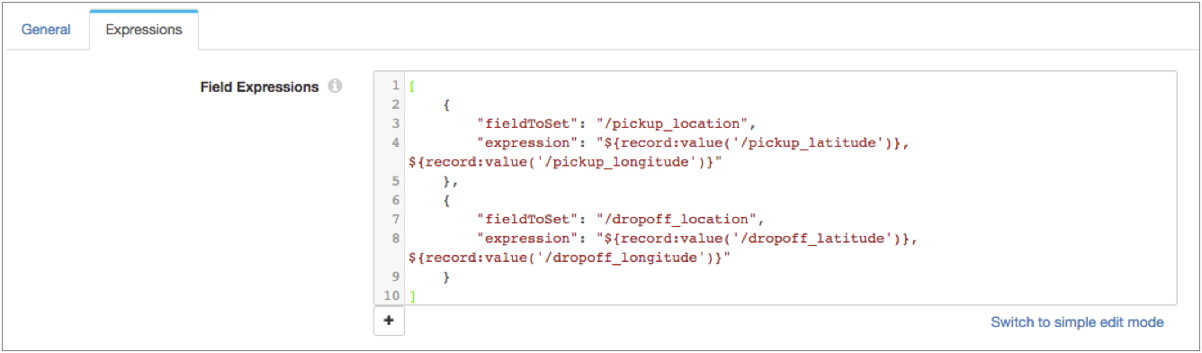 General
Expressions
Field Expressions
1 [
2 {
3 "fieldToSet": "/pickup_location",
4 "expression": "${record:value('/pickup_latitude')},
${record:value('/pickup_longitude')}"
5 },
6 {
7 "fieldToSet": "/dropoff_location",
8 "expression": "${record:value('/dropoff_latitude')},
${record:value('/dropoff_longitude')}"
9 }
10 ]
+
Switch to simple edit mode